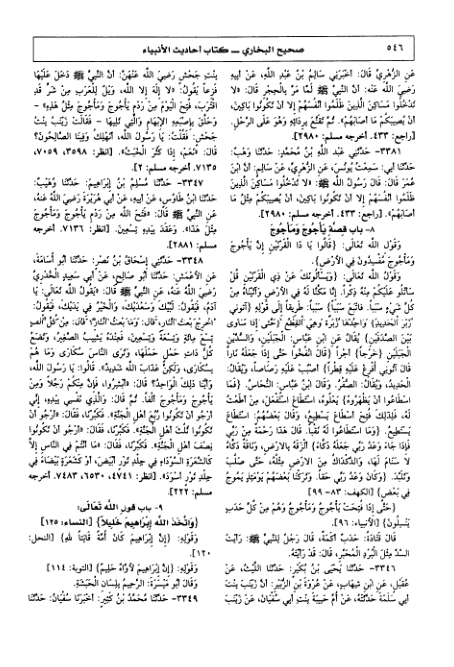 ٥٤٦
صحيح البخاري ــ كتاب أحاديث الأنبياء
عَنِ الزُّهْرِيِّ قَالَ: أَخْبَرَنِي سَالِمُ بْنُ عَبْدِ اللَّهِ، عَنْ أَبِيهِ
رَضِيَ اللَّهُ عَنْهُ: أَنَّ النَّبِيَّ ﷺ لَمَّا مَرَّ بِالْحِجْرِ قَالَ: «لَا
تَدْخُلُوا مَسَاكِنَ الَّذِينَ ظَلَمُوا أَنْفُسَهُمْ إِلَّا أَنْ تَكُونُوا بَاكِينَ،
أَنْ يُصِيبَكُمْ مَا أَصَابَهُمْ». ثُمَّ تَقَنَّعَ بِرِدَائِهِ وَهُوَ عَلَى الرَّحْلِ.
[راجع: ٤٣٣. أخرجه مسلم: ٢٩٨٠].
٣٣٨١- حَدَّثَنِي عَبْدُ اللَّهِ بْنُ مُحَمَّدٍ: حَدَّثَنَا وَهْبٌ:
حَدَّثَنَا أَبِي: سَمِعْتُ يُونُسَ، عَنِ الزُّهْرِيِّ، عَنْ سَالِمٍ: أَنَّ ابْنَ
عُمَرَ قَالَ: قَالَ رَسُولُ اللَّهِ ﷺ: «لَا تَدْخُلُوا مَسَاكِنَ الَّذِينَ
ظَلَمُوا أَنْفُسَهُمْ إِلَّا أَنْ تَكُونُوا بَاكِينَ، أَنْ يُصِيبَكُمْ مِثْلُ مَا
أَصَابَهُمْ». [راجع: ٤٣٣. أخرجه مسلم: ٢٩٨٠].
٨- باب قِصَّةِ يَأْجُوجَ وَمَأْجُوجَ
وَقَوْلِ اللَّهِ تَعَالَى: {قَالُوا يَا ذَا الْقَرْنَيْنِ إِنَّ يَأْجُوجَ
وَمَأْجُوجَ مُفْسِدُونَ فِي الْأَرْضِ}.
وَقَوْلِ اللَّهِ تَعَالَى: {وَيَسْأَلُونَكَ عَنْ ذِي الْقَرْنَيْنِ قُلْ
سَأَتْلُو عَلَيْكُمْ مِنْهُ ذِكْرًا. إِنَّا مَكَّنَّا لَهُ فِي الْأَرْضِ وَآتَيْنَاهُ مِنْ
كُلِّ شَيْءٍ سَبَبًا. فَاتَّبَعَ سَبَبًا} سَبَبًا: طَرِيقًا إِلَى قَوْلِهِ {آتُونِي
زُبَرَ الْحَدِيدِ} وَاحِدُهَا زُبْرَةٌ وَهِيَ الْقِطَعُ {حَتَّى إِذَا سَاوَى
بَيْنَ الصَّدَفَيْنِ} يُقَالُ عَنِ ابْنِ عَبَّاسٍ: الْجَبَلَيْنِ، وَالسُّدَّيْنِ
الْجَبَلَيْنِ {خَرْجًا} أَجْرًا {قَالَ انْفُخُوا حَتَّى إِذَا جَعَلَهُ نَارًا
قَالَ آتُونِي أُفْرِغْ عَلَيْهِ قِطْرًا} أَصْبُبْ عَلَيْهِ رَصَاصًا، وَيُقَالُ:
الْحَدِيدُ، وَيُقَالُ: الصُّفْرُ. وَقَالَ ابْنُ عَبَّاسٍ: النُّحَاسُ. {فَمَا
اسْطَاعُوا أَنْ يَظْهَرُوهُ} يَعْلُوهُ، اسْتَطَاعَ اسْتَفْعَلَ، مِنْ أَطَعْتُ
لَهُ، فَلِذَلِكَ فُتِحَ أَسْطَاعَ يَسْطِيعُ، وَقَالَ بَعْضُهُمْ: اسْتَطَاعَ
يَسْتَطِيعُ. {وَمَا اسْتَطَاعُوا لَهُ نَقْبًا. قَالَ هَذَا رَحْمَةٌ مِنْ رَبِّي
فَإِذَا جَاءَ وَعْدُ رَبِّي جَعَلَهُ دَكَّاءَ} أَلْزَقَهُ بِالْأَرْضِ، وَنَاقَةٌ دَكَّاءُ
لَا سَنَامَ لَهَا، وَالدَّكْدَاكُ مِنَ الْأَرْضِ مِثْلُهُ، حَتَّى صَلُبَ
وَتَلَبَّدَ. {وَكَانَ وَعْدُ رَبِّي حَقًّا. وَتَرَكْنَا بَعْضَهُمْ يَوْمَئِذٍ يَمُوجُ
فِي بَعْضٍ} [الكهف: ٨٣- ٩٩]
{حَتَّى إِذَا فُتِحَتْ يَأْجُوجُ وَمَأْجُوجُ وَهُمْ مِنْ كُلِّ حَدَبٍ
يَنْسِلُونَ} [الأنبياء: ٩٦].
قَالَ قَتَادَةُ: حَدَبٍ: أَكَمَةٍ، قَالَ رَجُلٌ لِلنَّبِيِّ ﷺ: رَأَيْتُ
السَّدَّ مِثْلَ الْبُرْدِ الْمُحَبَّرِ، قَالَ: قَدْ رَأَيْتَهُ.
٣٣٤٦- حَدَّثَنَا يَحْيَى بْنُ بُكَيْرٍ: حَدَّثَنَا اللَّيْثُ، عَنْ
عُقَيْلٍ، عَنِ ابْنِ شِهَابٍ، عَنْ عُرْوَةَ بْنِ الزُّبَيْرِ: أَنَّ زَيْنَبَ بِنْتَ
أَبِي سَلَمَةَ حَدَّثَتْهُ، عَنْ أُمِّ حَبِيبَةَ بِنْتِ أَبِي سُفْيَانَ، عَنْ زَيْنَبَ
بِنْتِ جَحْشٍ رَضِيَ اللَّهُ عَنْهُنَّ: أَنَّ النَّبِيَّ ﷺ دَخَلَ عَلَيْهَا
فَزِعًا يَقُولُ: «لَا إِلَهَ إِلَّا اللَّهُ، وَيْلٌ لِلْعَرَبِ مِنْ شَرٍّ قَدِ
اقْتَرَبَ، فُتِحَ الْيَوْمَ مِنْ رَدْمِ يَأْجُوجَ وَمَأْجُوجَ مِثْلُ هَذِهِ» -
وَحَلَّقَ بِإِصْبَعِهِ الْإِبْهَامِ وَالَّتِي تَلِيهَا - فَقَالَتْ زَيْنَبُ بِنْتُ
جَحْشٍ: فَقُلْتُ: يَا رَسُولَ اللَّهِ، أَنَهْلِكُ وَفِينَا الصَّالِحُونَ؟
قَالَ: «نَعَمْ، إِذَا كَثُرَ الْخَبَثُ». [انظر: ٣٥٩٨، ٧٠٥٩،
٧١٣٥. أخرجه مسلم: ٢].
٣٣٤٧- حَدَّثَنَا مُسْلِمُ بْنُ إِبْرَاهِيمَ: حَدَّثَنَا وُهَيْبٌ:
حَدَّثَنَا ابْنُ طَاوُسٍ، عَنْ أَبِيهِ، عَنْ أَبِي هُرَيْرَةَ رَضِيَ اللَّهُ عَنْهُ،
عَنِ النَّبِيِّ ﷺ قَالَ: «فَتَحَ اللَّهُ مِنْ رَدْمِ يَأْجُوجَ وَمَأْجُوجَ
مِثْلَ هَذَا». وَعَقَدَ بِيَدِهِ تِسْعِينَ. [انظر: ٧١٣٦. أخرجه
مسلم: ٢٨٨١].
٣٣٤٨- حَدَّثَنَا إِسْحَاقُ بْنُ نَصْرٍ: حَدَّثَنَا أَبُو أُسَامَةَ،
عَنِ الْأَعْمَشِ: حَدَّثَنَا أَبُو صَالِحٍ، عَنْ أَبِي سَعِيدٍ الْخُدْرِيِّ
رَضِيَ اللَّهُ عَنْهُ، عَنِ النَّبِيِّ ﷺ قَالَ: «يَقُولُ اللَّهُ تَعَالَى: يَا
آدَمُ، فَيَقُولُ: لَبَّيْكَ وَسَعْدَيْكَ، وَالْخَيْرُ فِي يَدَيْكَ، فَيَقُولُ:
أَخْرِجْ بَعْثَ النَّارِ، قَالَ: وَمَا بَعْثُ النَّارِ؟ قَالَ: مِنْ كُلِّ أَلْفٍ
تِسْعَ مِائَةٍ وَتِسْعَةً وَتِسْعِينَ، فَعِنْدَهُ يَشِيبُ الصَّغِيرُ، وَتَضَعُ
كُلُّ ذَاتِ حَمْلٍ حَمْلَهَا، وَتَرَى النَّاسَ سُكَارَى وَمَا هُمْ
بِسُكَارَى، وَلَكِنَّ عَذَابَ اللَّهِ شَدِيدٌ». قَالُوا: يَا رَسُولَ اللَّهِ،
وَأَيُّنَا ذَلِكَ الْوَاحِدُ؟ قَالَ: «أَبْشِرُوا، فَإِنَّ مِنْكُمْ رَجُلًا وَمِنْ
يَأْجُوجَ وَمَأْجُوجَ أَلْفًا. ثُمَّ قَالَ: وَالَّذِي نَفْسِي بِيَدِهِ، إِنِّي
أَرْجُو أَنْ تَكُونُوا رُبُعَ أَهْلِ الْجَنَّةِ». فَكَبَّرْنَا، فَقَالَ: «أَرْجُو أَنْ
تَكُونُوا ثُلُثَ أَهْلِ الْجَنَّةِ». فَكَبَّرْنَا، فَقَالَ: «أَرْجُو أَنْ تَكُونُوا
نِصْفَ أَهْلِ الْجَنَّةِ». فَكَبَّرْنَا، فَقَالَ: «مَا أَنْتُمْ فِي النَّاسِ إِلَّا
كَالشَّعَرَةِ السَّوْدَاءِ فِي جِلْدِ ثَوْرٍ أَبْيَضَ، أَوْ كَشَعَرَةٍ بَيْضَاءَ فِي
جِلْدِ ثَوْرٍ أَسْوَدَ». [انظر: ٤٧٤١، ٦٥٣٠، ٧٤٨٣. أخرجه
مسلم: ٢٢٢].
٩- باب قول الله تَعَالَى:
{وَاتَّخَذَ اللَّهُ إِبْرَاهِيمَ خَلِيلًا} [النساء: ١٢٥]
وَقَوْلِهِ: {إِنَّ إِبْرَاهِيمَ كَانَ أُمَّةً قَانِتًا لِلَّهِ} [النحل:
١٢٠].
وَقَوْلِهِ: {إِنَّ إِبْرَاهِيمَ لَأَوَّاهٌ حَلِيمٌ} [التوبة: ١١٤]
وَقَالَ أَبُو مَيْسَرَةَ: الرَّحِيمُ بِلِسَانِ الْحَبَشَةِ.
٣٣٤٩- حَدَّثَنَا مُحَمَّدُ بْنُ كَثِيرٍ: أَخْبَرَنَا سُفْيَانُ: حَدَّثَنَا